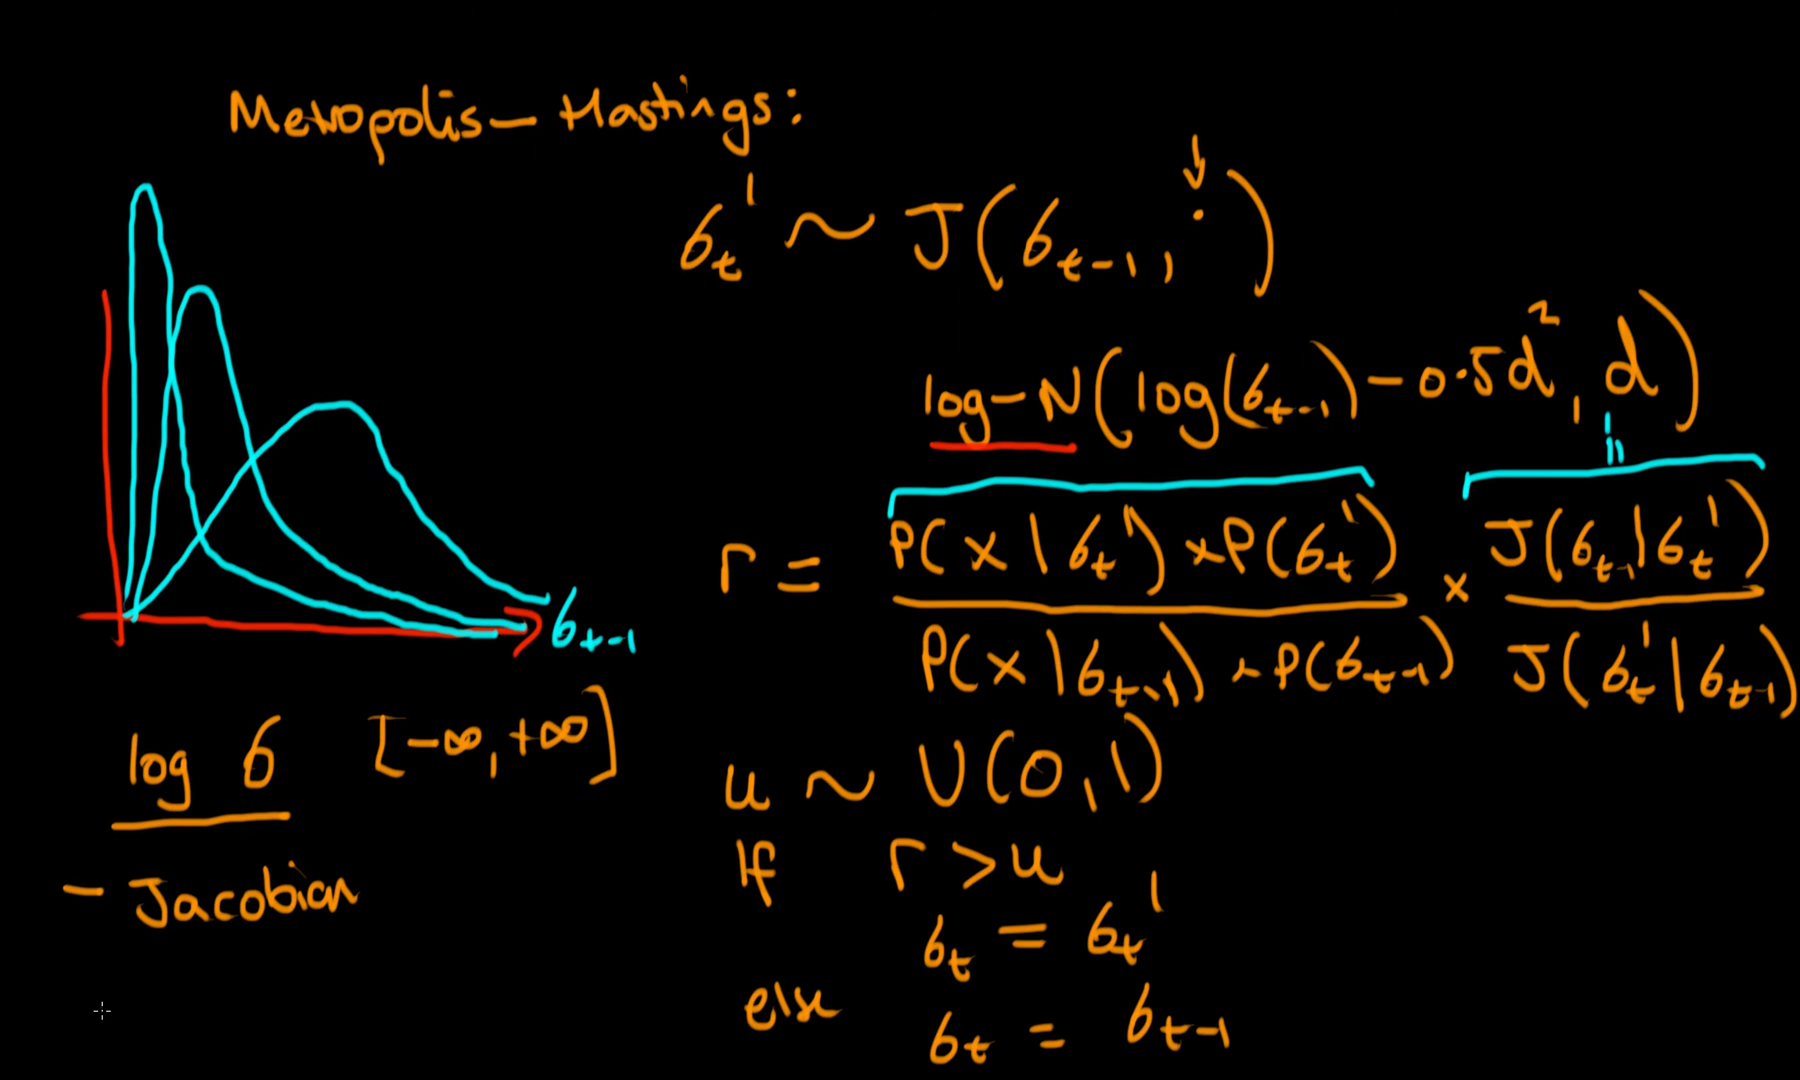 Metropolis-Hastings:
σₜ' ~ J(σₜ₋₁, ·)
log-N(log(σₜ₋₁) - 0.5d², d)
r = P(X|σₜ') × P(σₜ') / P(X|σₜ₋₁) × P(σₜ₋₁) × J(σₜ₋₁|σₜ') / J(σₜ'|σₜ₋₁)
σₜ₋₁
log σ [-∞, +∞]
- Jacobian
u ~ U(0,1)
If r > u
σₜ = σₜ'
else
σₜ = σₜ₋₁